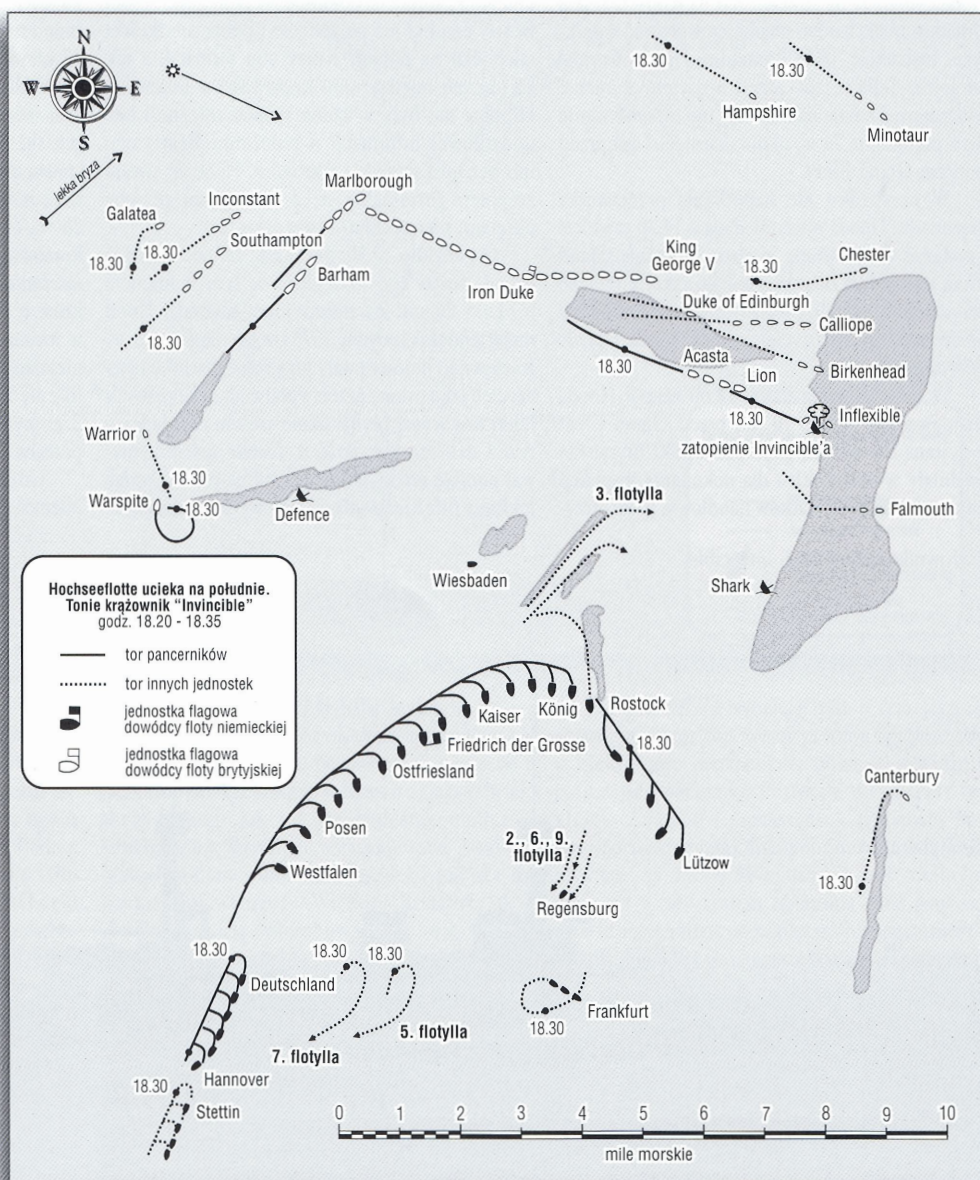 N
W
E
S
lekka bryza
18.30
Hampshire
18.30
Minotaur
Marlborough
Inconstant
Galatea
18.30
18.30
Southampton
Barham
18.30
King
George V
Iron Duke
18.30
Chester
Duke of Edinburgh
Calliope
Acasta
18.30
Lion
Birkenhead
18.30
Inflexible
zatopienie Invincible'a
Warrior
18.30
Warspite
18.30
Defence
3. flotylla
Falmouth
Wiesbaden
Shark
Hochseeflotte ucieka na południe.
Tonie krążownik "Invincible"
godz. 18.20 - 18.35
tor pancerników
tor innych jednostek
jednostka flagowa
dowódcy floty niemieckiej
jednostka flagowa
dowódcy floty brytyjskiej
Kaiser
König
Rostock
Friedrich der Grosse
18.30
Ostfriesland
Posen
Westfalen
Canterbury
2., 6., 9.
flotylla
Lützow
18.30
Regensburg
18.30
Deutschland
18.30
18.30
Frankfurt
18.30
5. flotylla
7. flotylla
Hannover
18.30
Stettin
0 1 2 3 4 5 6 7 8 9 10
mile morskie